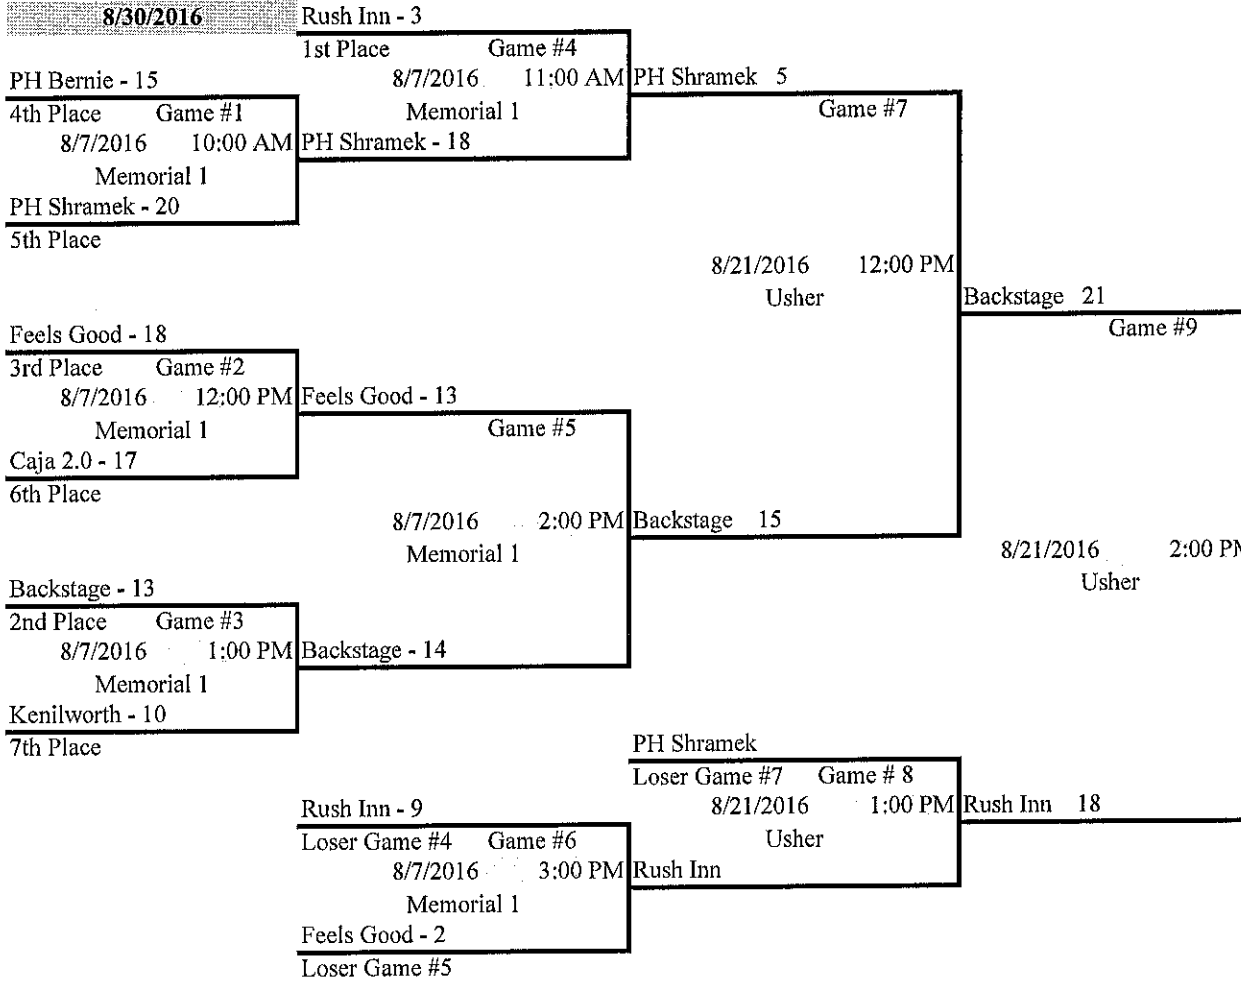 8/30/2016
Rush Inn - 3
1st Place Game #4
8/7/2016 11:00 AM
Memorial 1
PH Shramek - 18
PH Bernie - 15
4th Place Game #1
8/7/2016 10:00 AM
Memorial 1
PH Shramek - 20
5th Place
PH Shramek 5
Game #7
8/21/2016 12:00 PM
Usher
Feels Good - 18
3rd Place Game #2
8/7/2016 12:00 PM
Memorial 1
Caja 2.0 - 17
6th Place
Feels Good - 13
Game #5
8/7/2016 2:00 PM
Memorial 1
Backstage 15
Backstage - 13
2nd Place Game #3
8/7/2016 1:00 PM
Memorial 1
Kenilworth - 10
7th Place
Backstage - 14
Backstage 21
Game #9
8/21/2016 2:00 PM
Usher
PH Shramek
Loser Game #7 Game # 8
8/21/2016 1:00 PM
Usher
Rush Inn
Rush Inn 18
Rush Inn - 9
Loser Game #4 Game #6
8/7/2016 3:00 PM
Memorial 1
Feels Good - 2
Loser Game #5